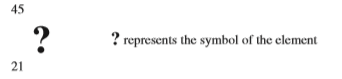 45
?
? represents the symbol of the element
21